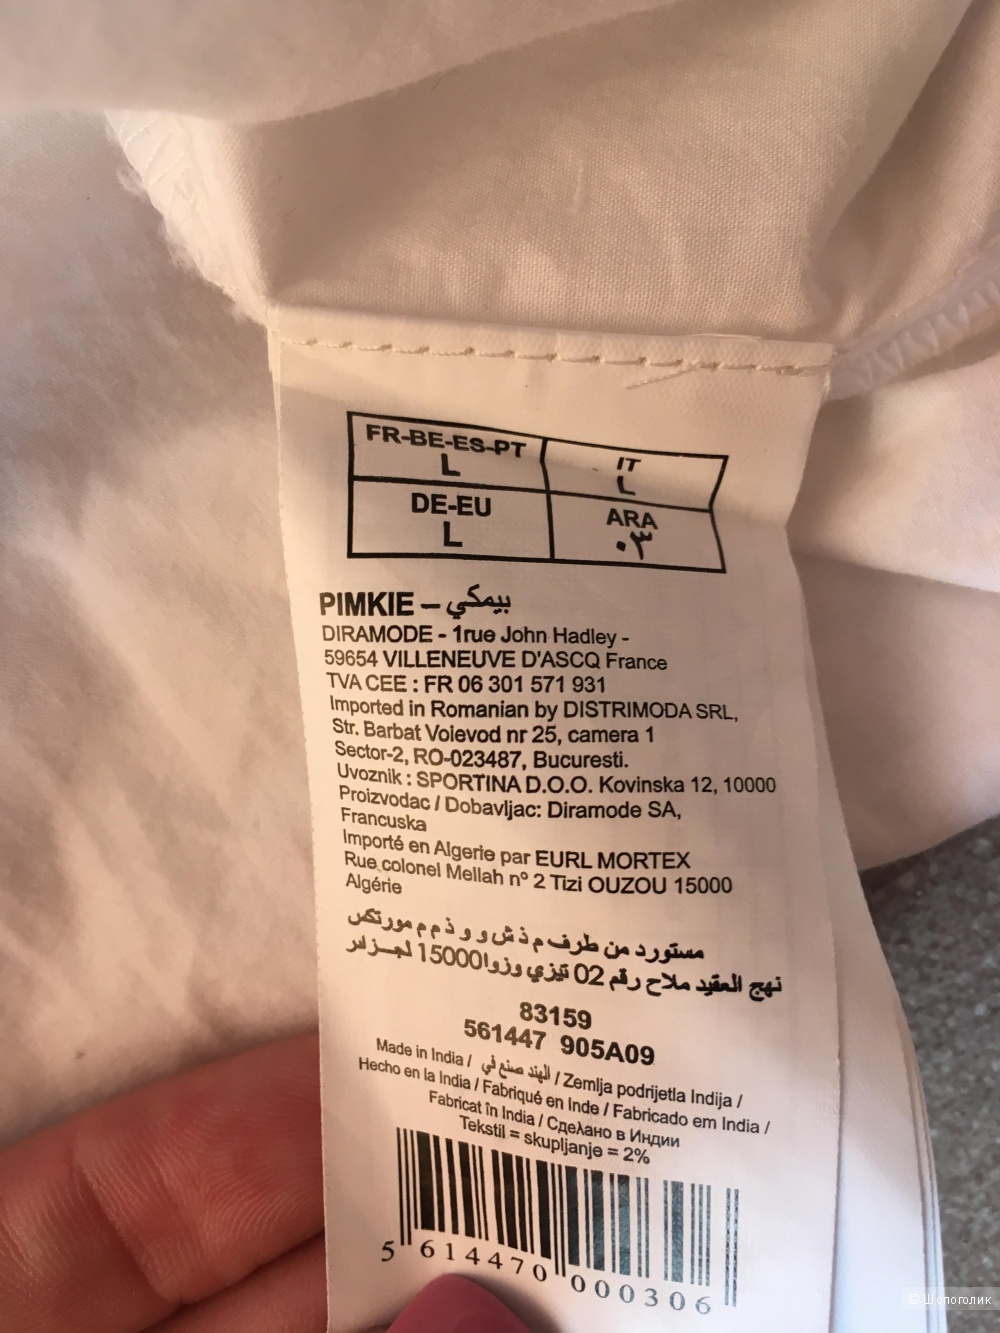 FR-BE-ES-PT
L
IT
L
DE-EU
L
ARA
٠٣
PIMKIE – بيمكي
DIRAMODE - 1rue John Hadley -
59654 VILLENEUVE D'ASCQ France
TVA CEE : FR 06 301 571 931
Imported in Romanian by DISTRIMODA SRL,
Str. Barbat Voievod nr 25, camera 1
Sector-2, RO-023487, Bucuresti.
Uvoznik : SPORTINA D.O.O. Kovinska 12, 10000
Proizvodac / Dobavljac: Diramode SA,
Francuska
Importé en Algerie par EURL MORTEX
Rue colonel Mellah nº 2 Tizi OUZOU 15000
Algérie
مستورد من طرف م ذ ش و و ذ م م مورتكس
نهج العقيد ملاح رقم 02 تيزي وزوا15000 لجزائر
83159
561447 905A09
Made in India / الهند صنع في / Zemlja podrijetla Indija /
Hecho en la India / Fabriqué en Inde / Fabricado em India /
Fabricat în India / Сделано в Индии
Tekstil = skupljanje = 2%
5 614470 000306
© Шопоголик